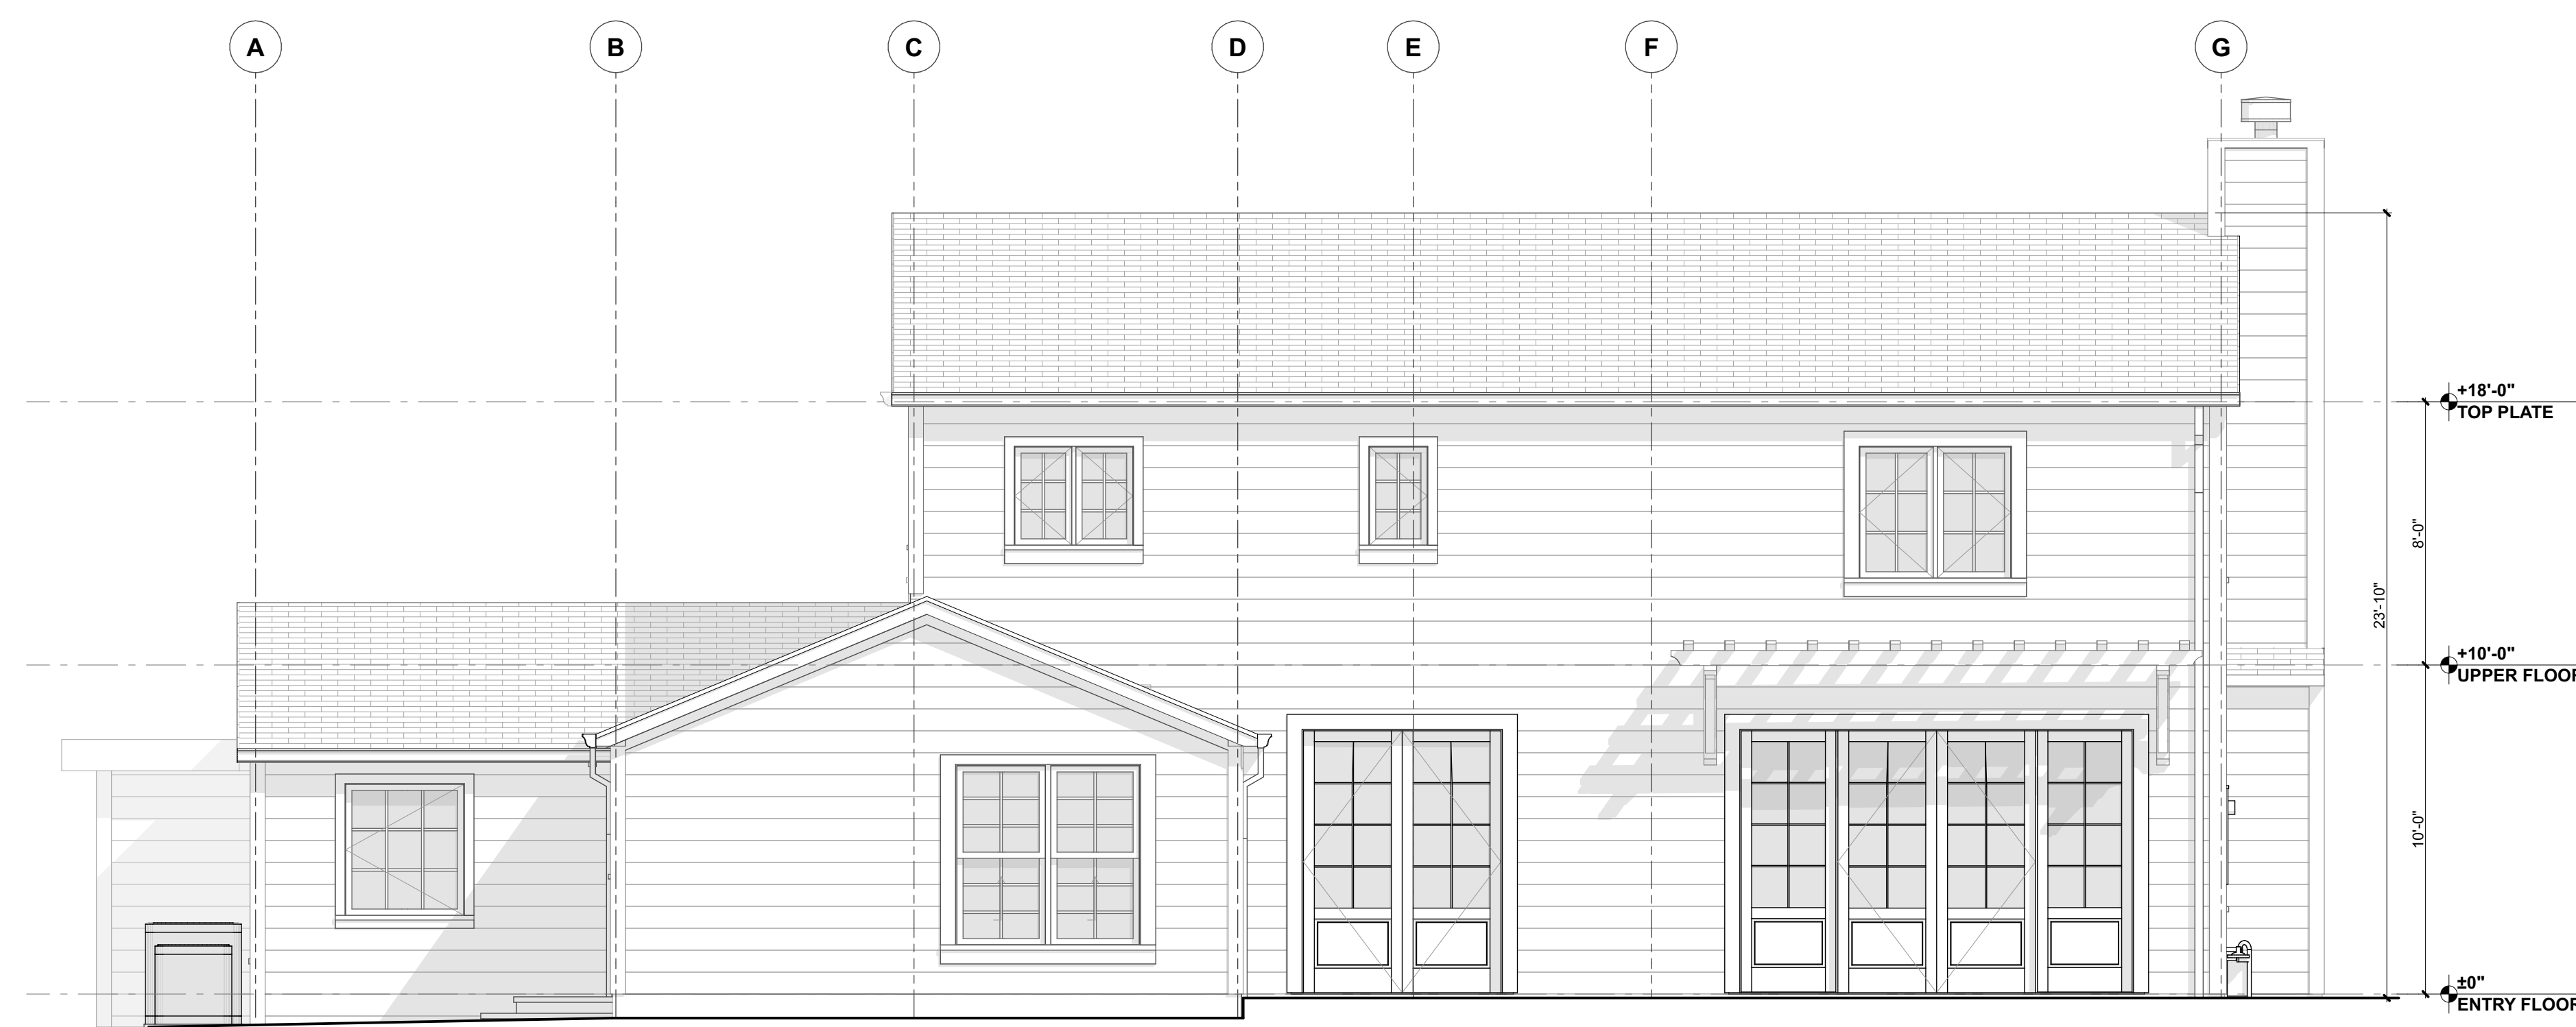 A
B
C
D
E
F
G
+18'-0"
TOP PLATE
8'-0"
23'-10"
+10'-0"
UPPER FLOOR
10'-0"
±0"
ENTRY FLOOR